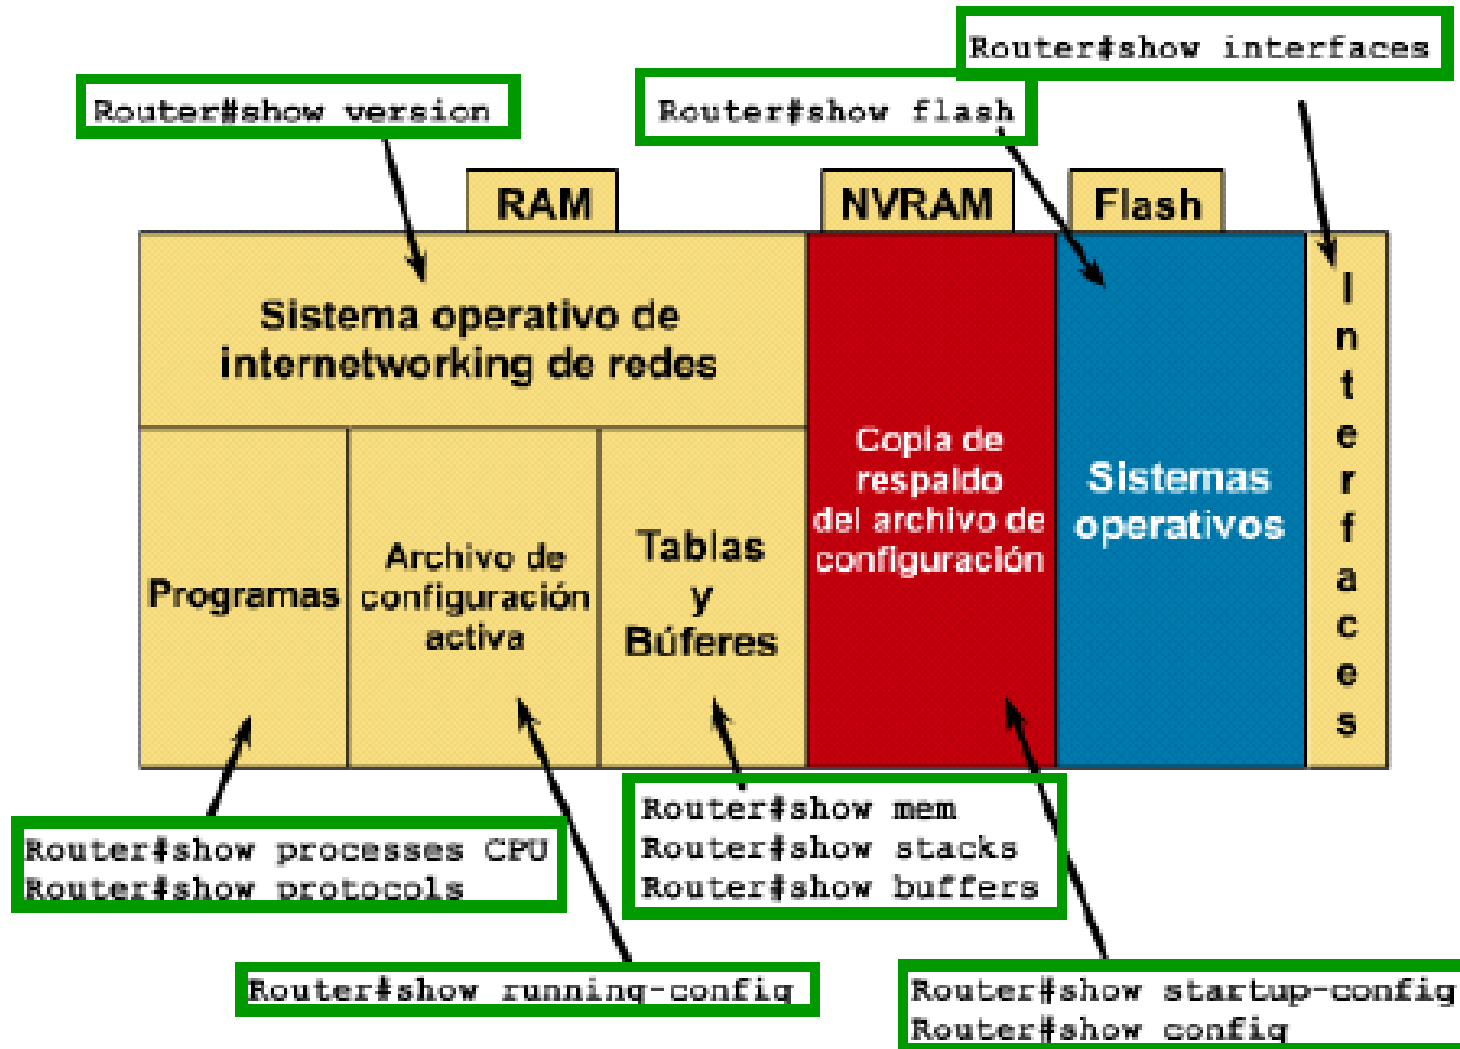 Router#show interfaces
Router#show version
Router#show flash
RAM
NVRAM
Flash
Sistema operativo de
internetworking de redes
Programas
Archivo de
configuración
activa
Tablas
y
Búferes
Copia de
respaldo
del archivo de
configuración
Sistemas
operativos
Interfaces
Router#show processes CPU
Router#show protocols
Router#show mem
Router#show stacks
Router#show buffers
Router#show running-config
Router#show startup-config
Router#show config